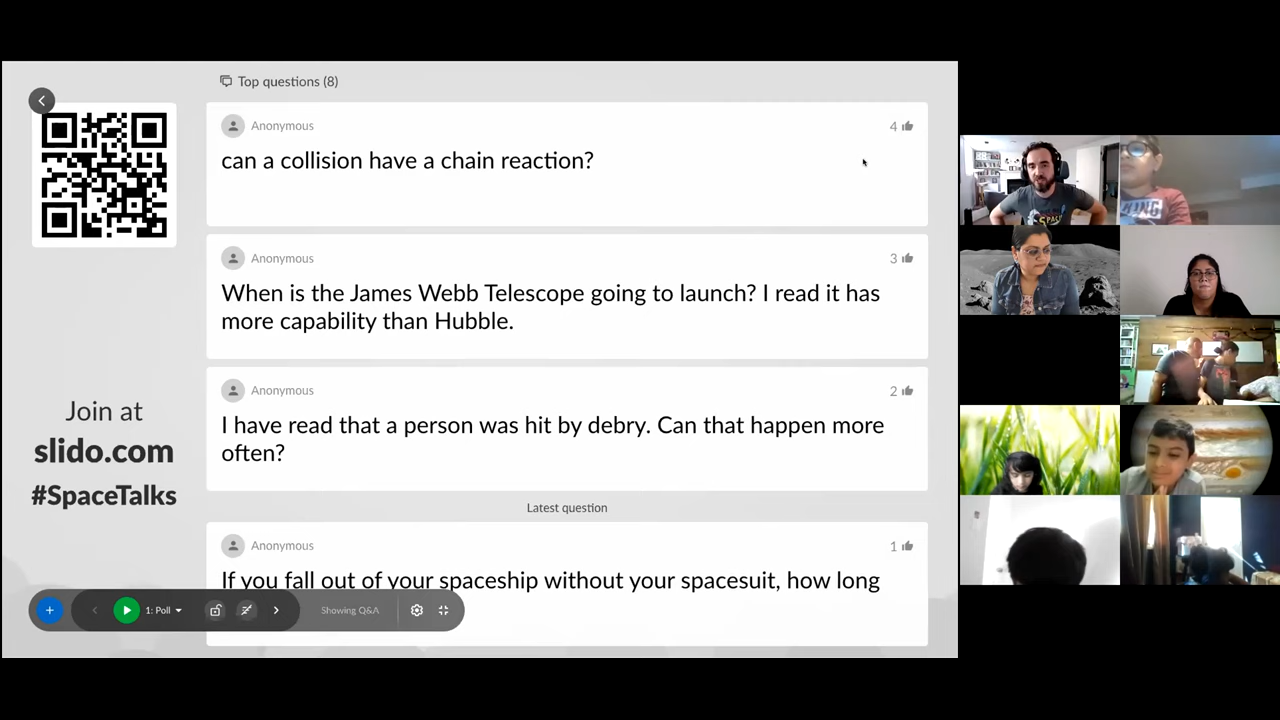 Top questions (8)
Anonymous
4
can a collision have a chain reaction?
Anonymous
3
When is the James Webb Telescope going to launch? I read it has
more capability than Hubble.
Anonymous
2
I have read that a person was hit by debry. Can that happen more
often?
Latest question
Anonymous
1
If you fall out of your spaceship without your spacesuit, how long
Join at
slido.com
#SpaceTalks
1: Poll
Showing Q&A